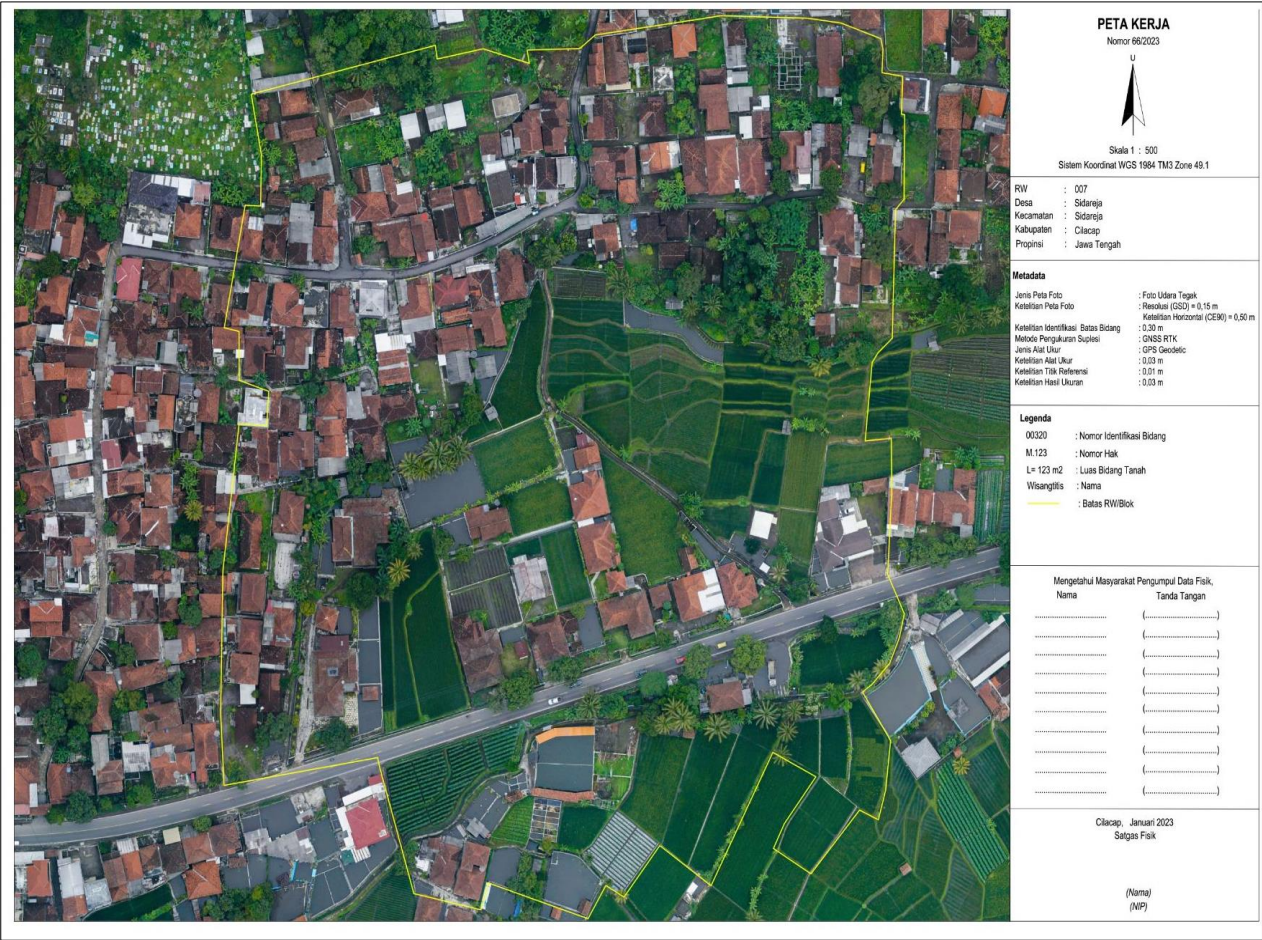 PETA KERJA
Nomor 66/2023
U
Skala 1 : 500
Sistem Koordinat WGS 1984 TM3 Zone 49.1
RW : 007
Desa : Sidareja
Kecamatan : Sidareja
Kabupaten : Cilacap
Propinsi : Jawa Tengah
Metadata
Jenis Peta Foto : Foto Udara Tegak
Ketelitian Peta Foto : Resolusi (GSD) = 0,15 m
Ketelitian Horizontal (CE90) = 0,50 m
Ketelitian Identifikasi Batas Bidang : 0,30 m
Metode Pengukuran Suplesi : GNSS RTK
Jenis Alat Ukur : GPS Geodetic
Ketelitian Alat Ukur : 0,03 m
Ketelitian Titik Referensi : 0,01 m
Ketelitian Hasil Ukuran : 0,03 m
Legenda
00320 : Nomor Identifikasi Bidang
M.123 : Nomor Hak
L= 123 m2 : Luas Bidang Tanah
Wisangtitis : Nama
: Batas RW/Blok
Mengetahui Masyarakat Pengumpul Data Fisik,
Nama Tanda Tangan
.............................. (..............................)
.............................. (..............................)
.............................. (..............................)
.............................. (..............................)
.............................. (..............................)
.............................. (..............................)
.............................. (..............................)
.............................. (..............................)
.............................. (..............................)
.............................. (..............................)
Cilacap, Januari 2023
Satgas Fisik
(Nama)
(NIP)